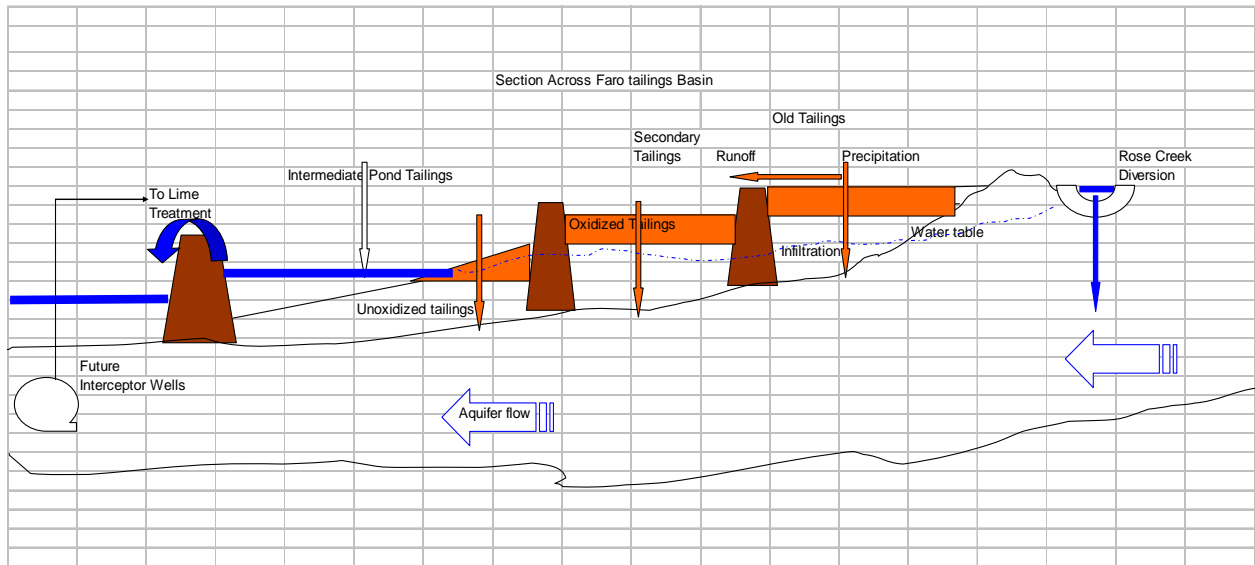 Section Across Faro tailings Basin
Old Tailings
Secondary
Tailings
Runoff
Precipitation
Rose Creek
Diversion
Intermediate Pond Tailings
To Lime
Treatment
Oxidized Tailings
Water table
Infiltration
Unoxidized tailings
Future
Interceptor Wells
Aquifer flow